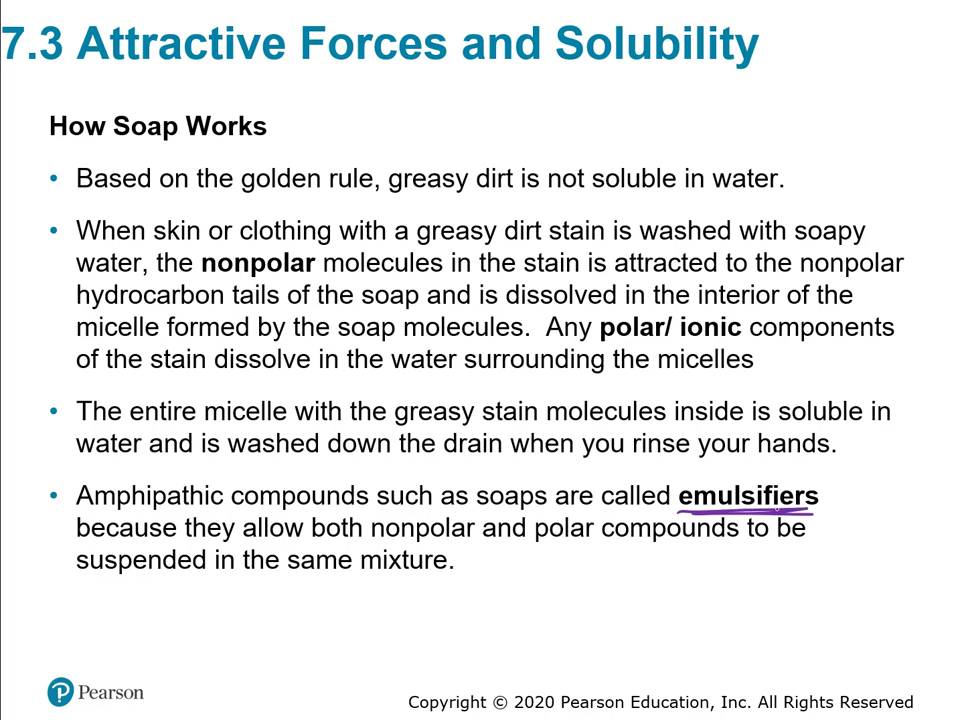 7.3 Attractive Forces and Solubility
How Soap Works
• Based on the golden rule, greasy dirt is not soluble in water.
• When skin or clothing with a greasy dirt stain is washed with soapy
water, the nonpolar molecules in the stain is attracted to the nonpolar
hydrocarbon tails of the soap and is dissolved in the interior of the
micelle formed by the soap molecules.  Any polar/ ionic components
of the stain dissolve in the water surrounding the micelles
• The entire micelle with the greasy stain molecules inside is soluble in
water and is washed down the drain when you rinse your hands.
• Amphipathic compounds such as soaps are called emulsifiers
because they allow both nonpolar and polar compounds to be
suspended in the same mixture.
P Pearson
Copyright © 2020 Pearson Education, Inc. All Rights Reserved